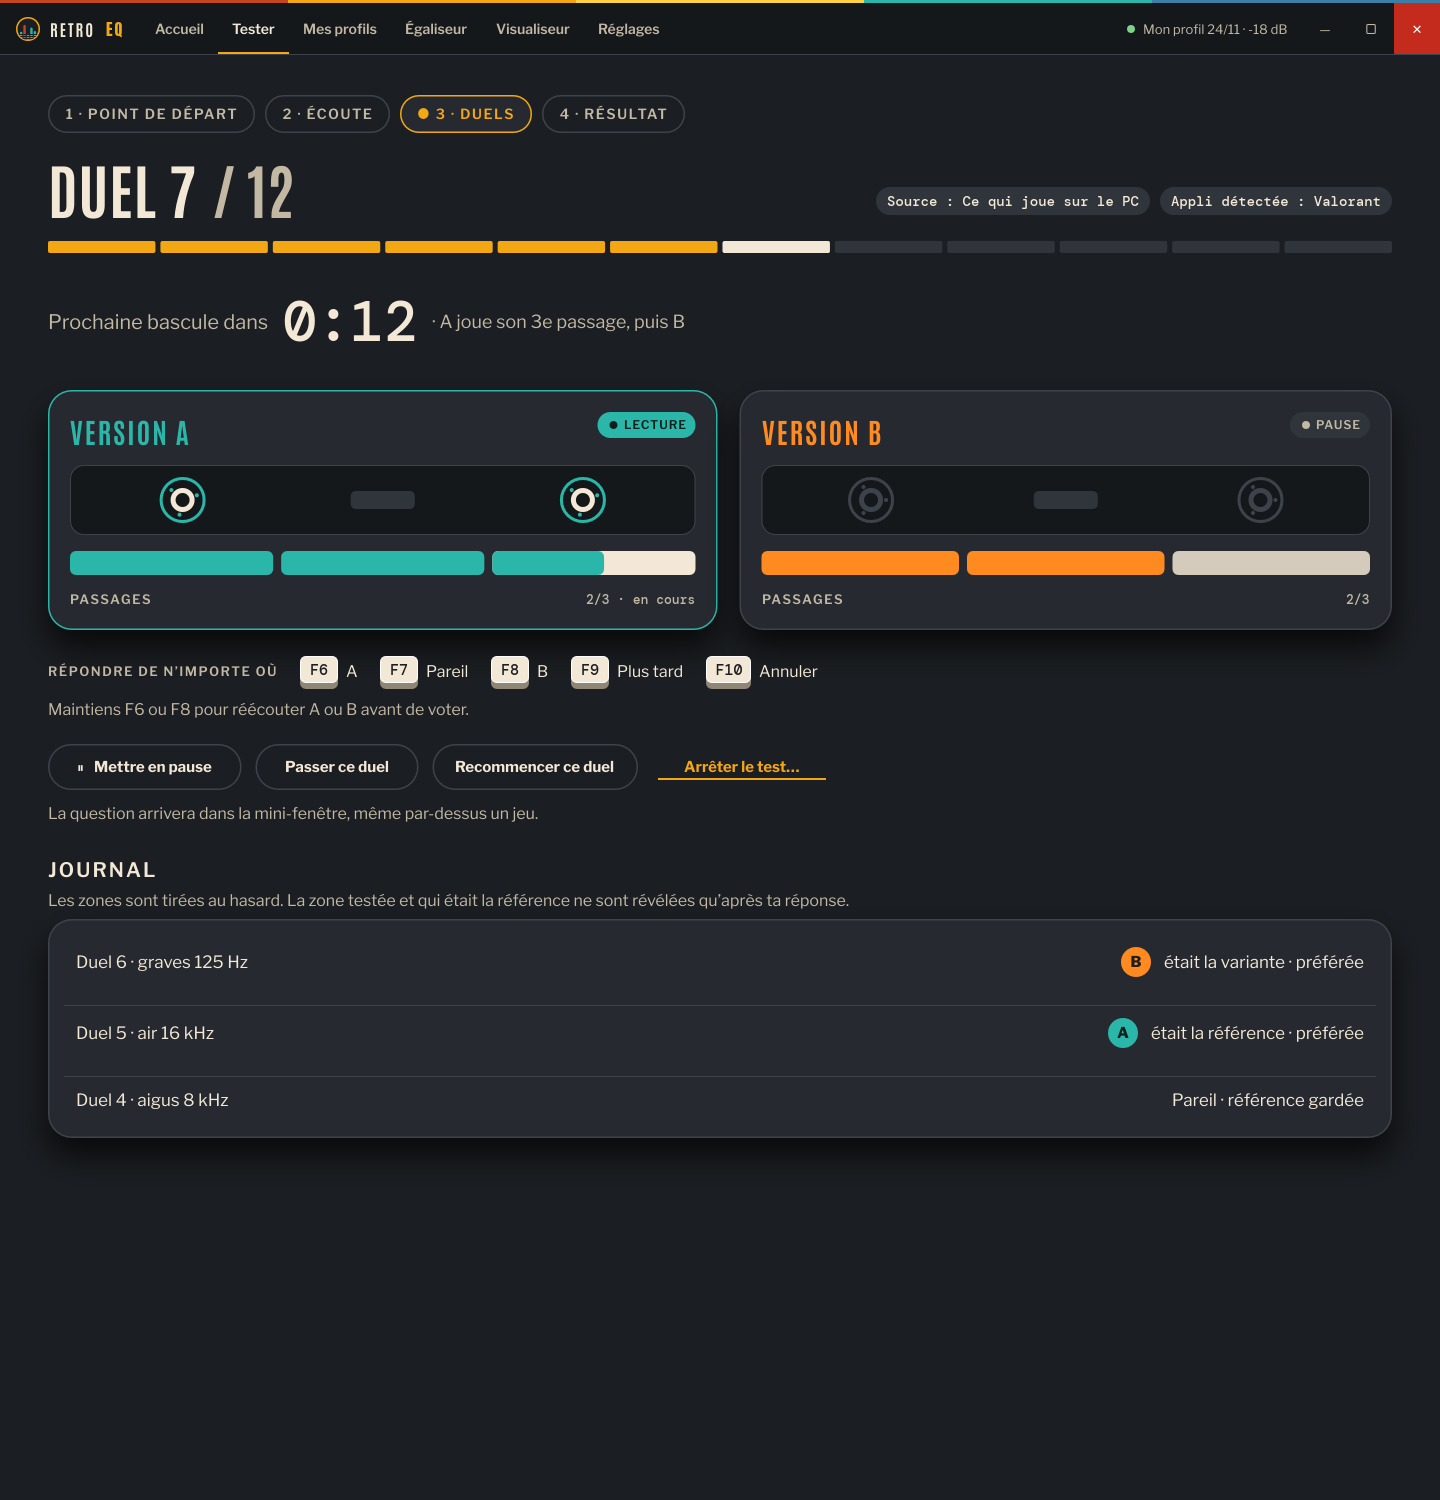 RETRO EQ Accueil Tester Mes profils Égaliseur Visualiseur Réglages Mon profil 24/11 · -18 dB
1 · POINT DE DÉPART 2 · ÉCOUTE 3 · DUELS 4 · RÉSULTAT
DUEL 7 / 12
Source : Ce qui joue sur le PC Appli détectée : Valorant
Prochaine bascule dans 0:12 · A joue son 3e passage, puis B
VERSION A LECTURE
PASSAGES 2/3 · en cours
VERSION B PAUSE
PASSAGES 2/3
RÉPONDRE DE N’IMPORTE OÙ F6 A F7 Pareil F8 B F9 Plus tard F10 Annuler
Maintiens F6 ou F8 pour réécouter A ou B avant de voter.
Mettre en pause Passer ce duel Recommencer ce duel Arrêter le test…
La question arrivera dans la mini-fenêtre, même par-dessus un jeu.
JOURNAL
Les zones sont tirées au hasard. La zone testée et qui était la référence ne sont révélées qu’après ta réponse.
Duel 6 · graves 125 Hz B était la variante · préférée
Duel 5 · air 16 kHz A était la référence · préférée
Duel 4 · aigus 8 kHz Pareil · référence gardée